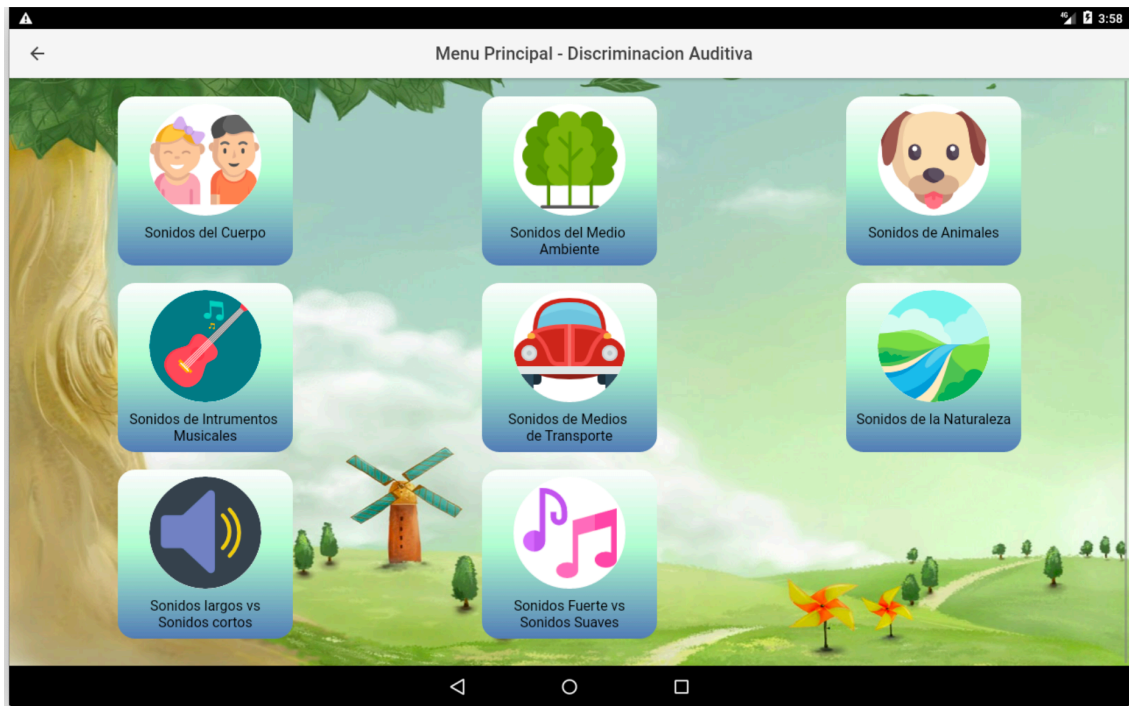 4G 3:58
Menu Principal - Discriminacion Auditiva
Sonidos del Cuerpo
Sonidos del Medio
Ambiente
Sonidos de Animales
Sonidos de Intrumentos
Musicales
Sonidos de Medios
de Transporte
Sonidos de la Naturaleza
Sonidos largos vs
Sonidos cortos
Sonidos Fuerte vs
Sonidos Suaves